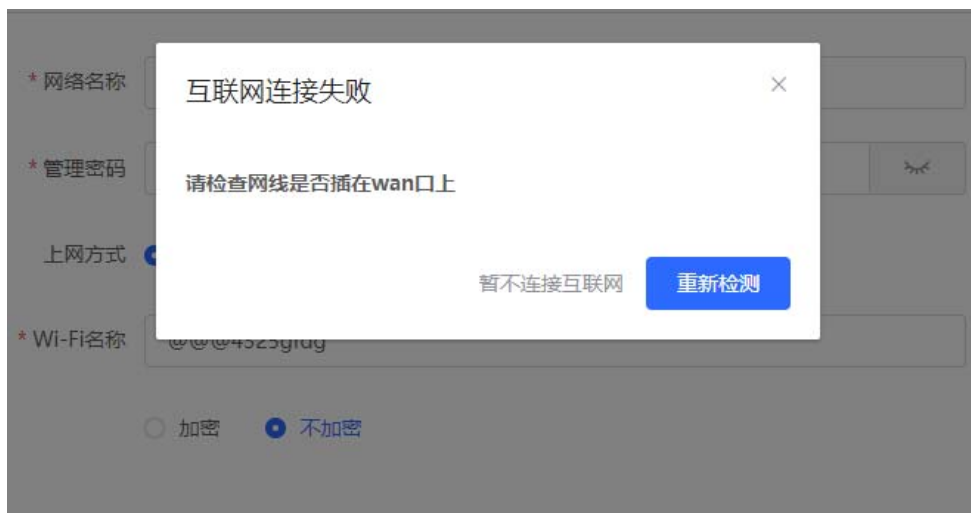 * 网络名称
互联网连接失败
* 管理密码
请检查网线是否插在wan口上
上网方式
暂不连接互联网 重新检测
* Wi-Fi名称 @@@4325gfdg
加密 不加密